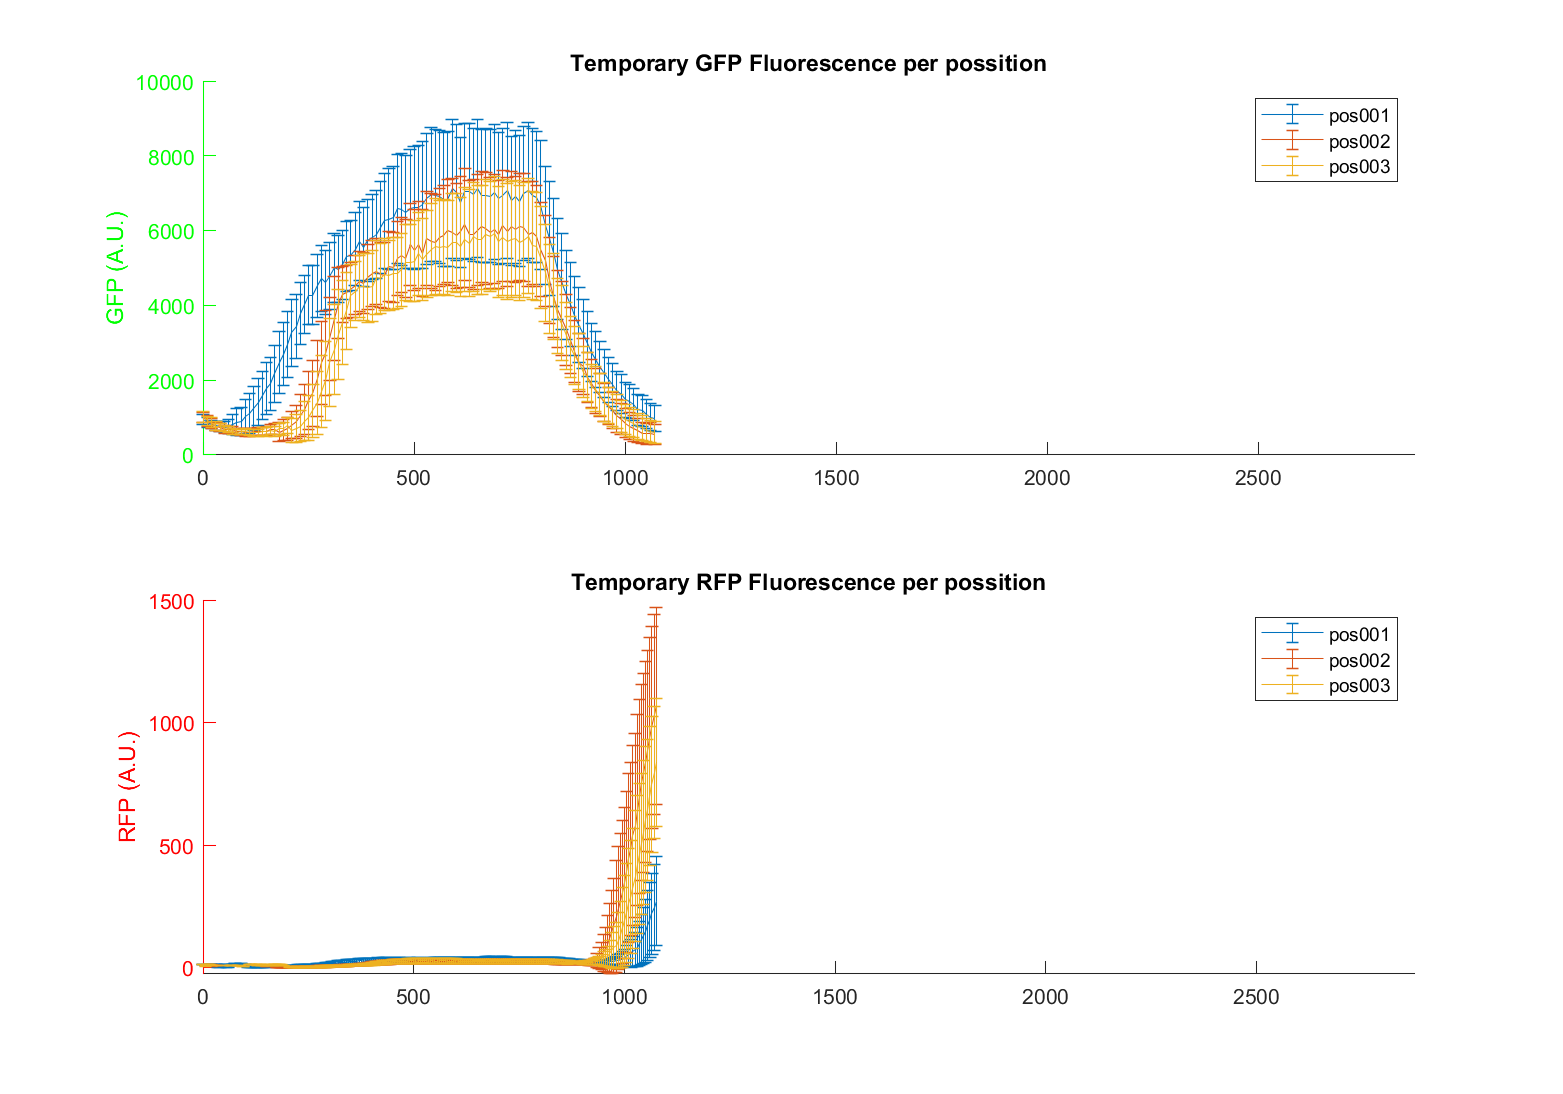 Temporary GFP Fluorescence per possition
GFP (A.U.)
10000
8000
6000
4000
2000
0
0 500 1000 1500 2000 2500
pos001
pos002
pos003
Temporary RFP Fluorescence per possition
RFP (A.U.)
1500
1000
500
0
0 500 1000 1500 2000 2500
pos001
pos002
pos003